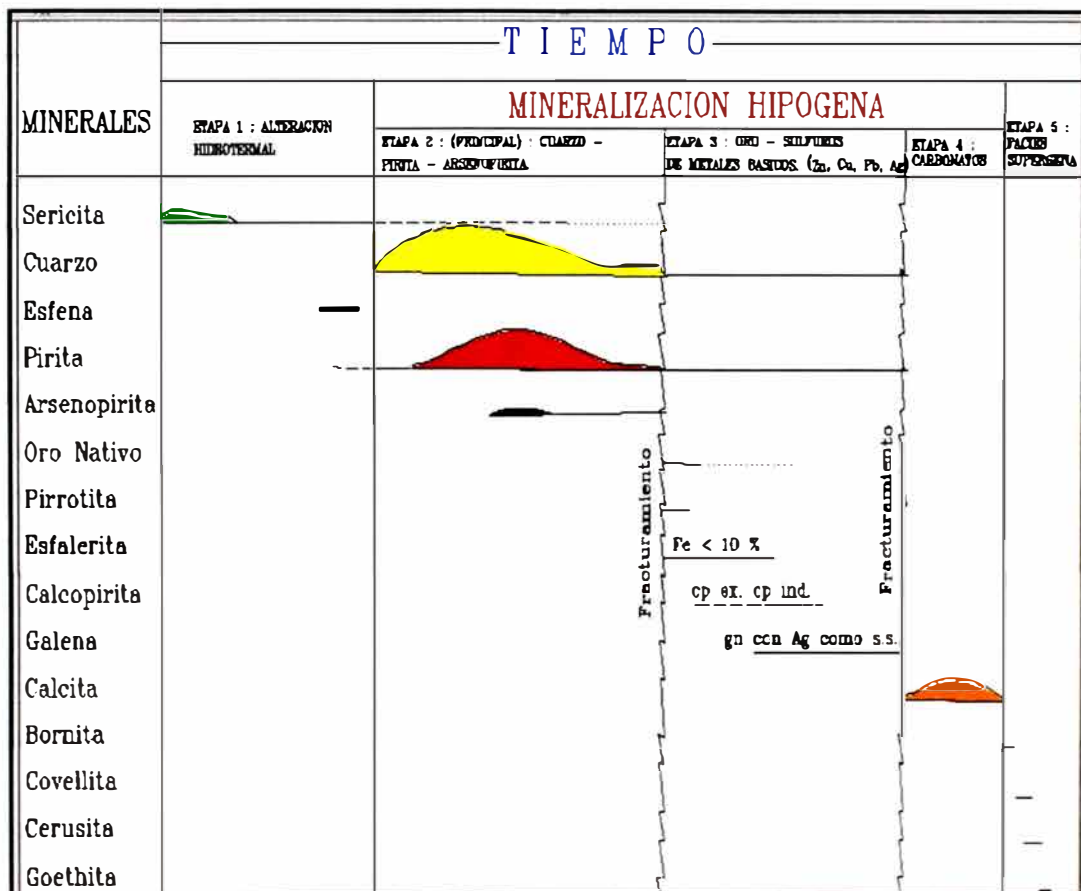 T I E M P O
MINERALES
MINERALIZACION HIPOGENA
ETAPA 1 : ALTERACION
HIDROTERMAL
ETAPA 2 : (PRINCIPAL) : CUARZO -
PIRITA - ARSENOPIRITA
ETAPA 3 : ORO - SULFUROS
DE METALES BASICOS. (Zn, Cu, Pb, Ag)
ETAPA 4 :
CARBONATOS
ETAPA 5 :
FACIES
SUPERGENA
Sericita
Cuarzo
Esfena
Pirita
Arsenopirita
Oro Nativo
Pirrotita
Esfalerita
Fe < 10 %
Calcopirita
cp ex. cp ind.
Galena
gn con Ag como s.s.
Calcita
Bornita
Covellita
Cerusita
Goethita
Fracturamiento
Fracturamiento